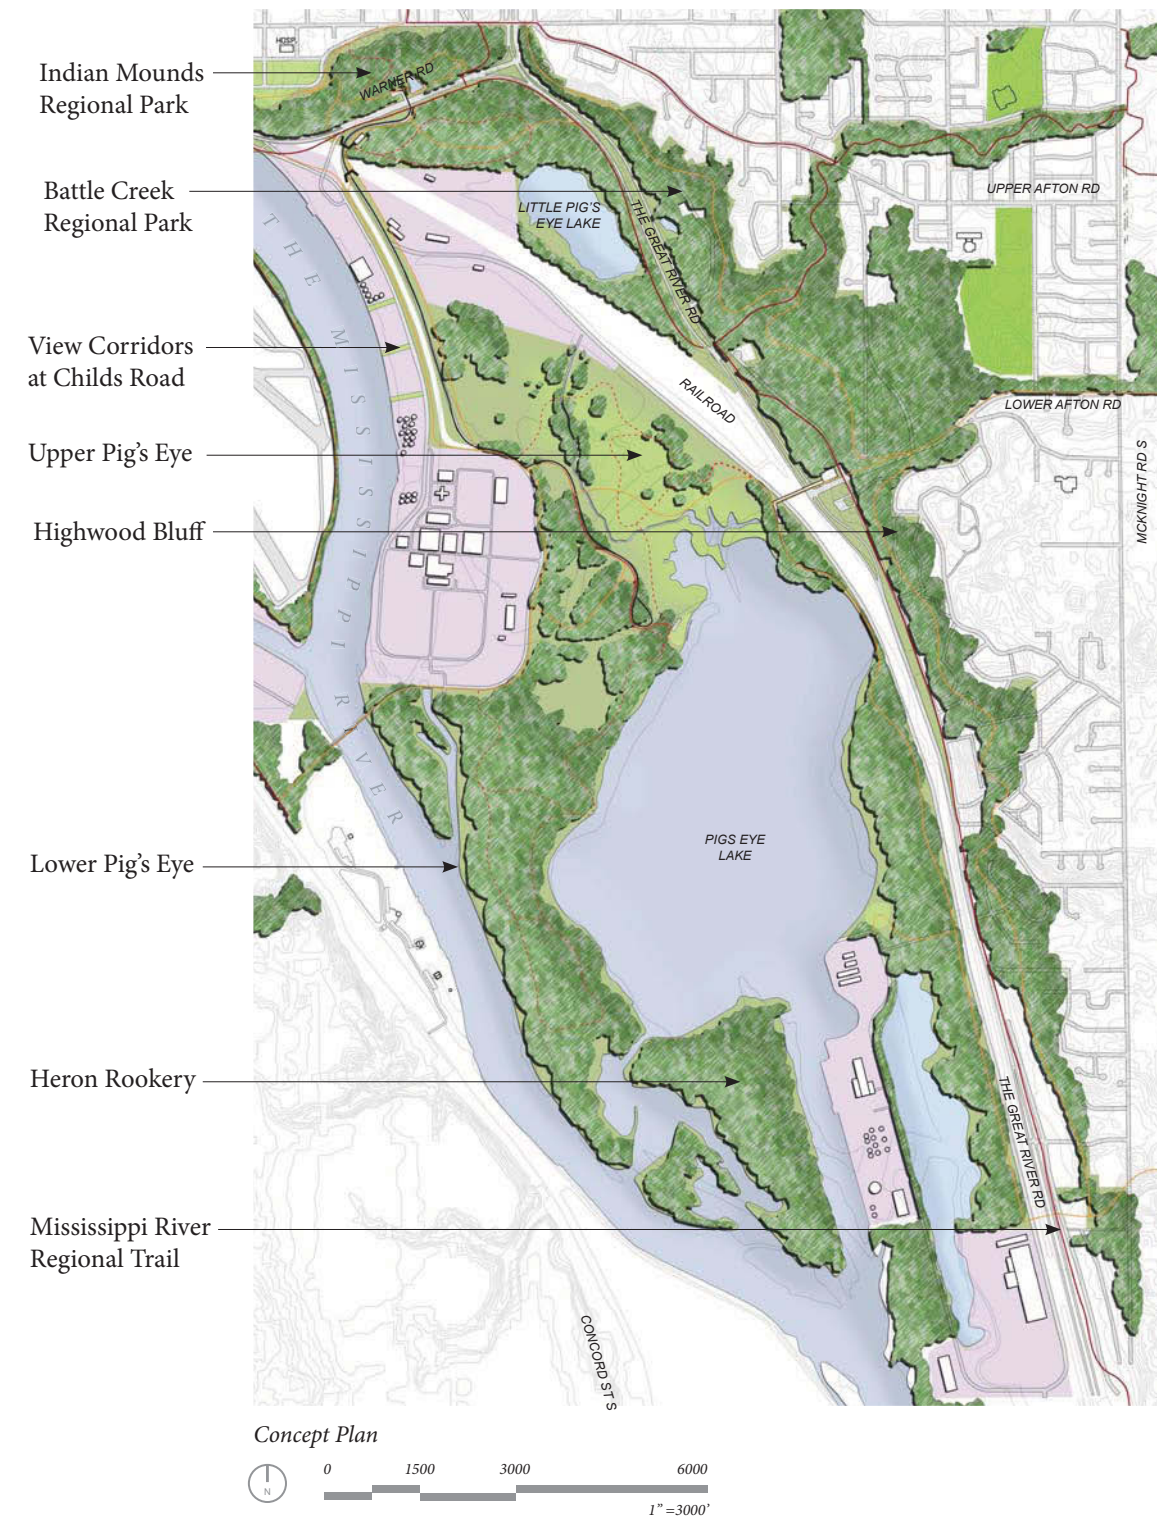 HOSP.
Indian Mounds
Regional Park
WARNER RD
Battle Creek
Regional Park
UPPER AFTON RD
LITTLE PIG'S
EYE LAKE
THE GREAT RIVER RD
THE MISSISSIPPI RIVER
View Corridors
at Childs Road
RAILROAD
LOWER AFTON RD
Upper Pig's Eye
MCKNIGHT RD S
Highwood Bluff
PIGS EYE
LAKE
Lower Pig's Eye
Heron Rookery
THE GREAT RIVER RD
Mississippi River
Regional Trail
CONCORD ST S
Concept Plan
N
0 1500 3000 6000
1" =3000'